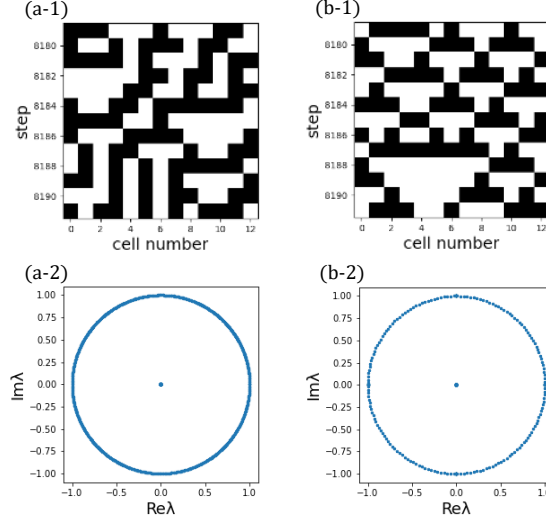 (a-1)
(b-1)
step
8180
8182
8184
8186
8188
8190
0 2 4 6 8 10 12
cell number
step
8180
8182
8184
8186
8188
8190
0 2 4 6 8 10 12
cell number
(a-2)
(b-2)
Imλ
1.00
0.75
0.50
0.25
0.00
−0.25
−0.50
−0.75
−1.00
−1.0 −0.5 0.0 0.5 1.0
Reλ
Imλ
1.00
0.75
0.50
0.25
0.00
−0.25
−0.50
−0.75
−1.00
−1.0 −0.5 0.0 0.5 1.0
Reλ